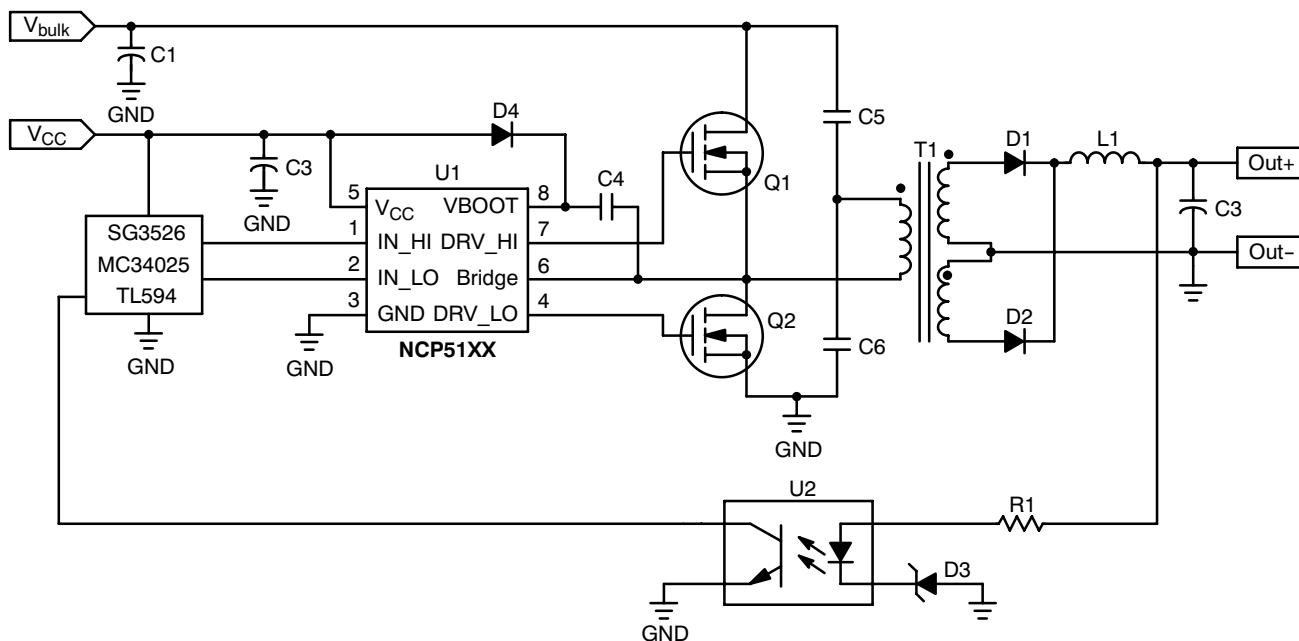 Vbulk
C1
GND
VCC
D4
C3
GND
U1
C4
5
VCC
VBOOT
8
1
IN_HI
DRV_HI
7
2
IN_LO
Bridge
6
3
GND
DRV_LO
4
NCP51XX
SG3526
MC34025
TL594
GND
GND
Q1
Q2
C5
C6
GND
T1
D1
D2
L1
C3
Out+
Out−
U2
R1
D3
GND